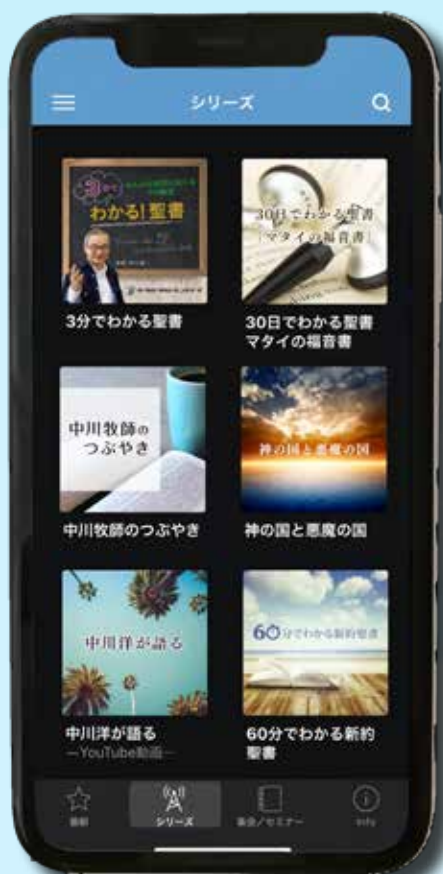 シリーズ
3分で
わかる!聖書
3分でわかる聖書
30日でわかる聖書
「マタイの福音書」
30日でわかる聖書
マタイの福音書
中川牧師の
つぶやき
中川牧師のつぶやき
神の国と悪魔の国
神の国と悪魔の国
中川洋が語る
中川洋が語る
—YouTube動画—
60分でわかる新約聖書
60分でわかる新約
聖書
最新
シリーズ
集会/セミナー
Info